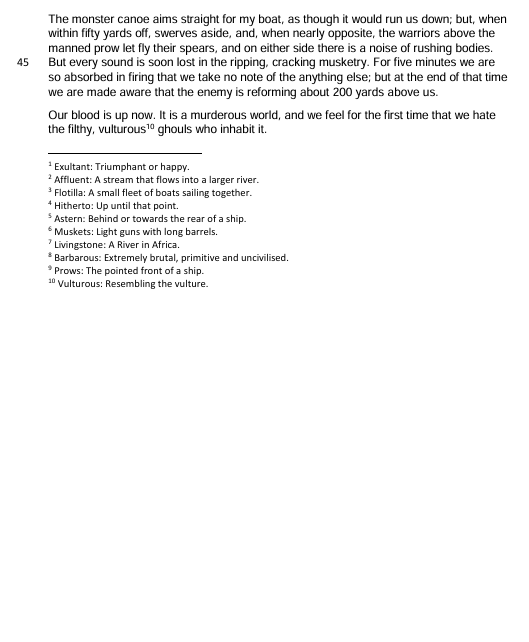 The monster canoe aims straight for my boat, as though it would run us down; but, when
within fifty yards off, swerves aside, and, when nearly opposite, the warriors above the
manned prow let fly their spears, and on either side there is a noise of rushing bodies.
45 But every sound is soon lost in the ripping, cracking musketry. For five minutes we are
so absorbed in firing that we take no note of the anything else; but at the end of that time
we are made aware that the enemy is reforming about 200 yards above us.
Our blood is up now. It is a murderous world, and we feel for the first time that we hate
the filthy, vulturous¹⁰ ghouls who inhabit it.
¹ Exultant: Triumphant or happy.
² Affluent: A stream that flows into a larger river.
³ Flotilla: A small fleet of boats sailing together.
⁴ Hitherto: Up until that point.
⁵ Astern: Behind or towards the rear of a ship.
⁶ Muskets: Light guns with long barrels.
⁷ Livingstone: A River in Africa.
⁸ Barbarous: Extremely brutal, primitive and uncivilised.
⁹ Prows: The pointed front of a ship.
¹⁰ Vulturous: Resembling the vulture.